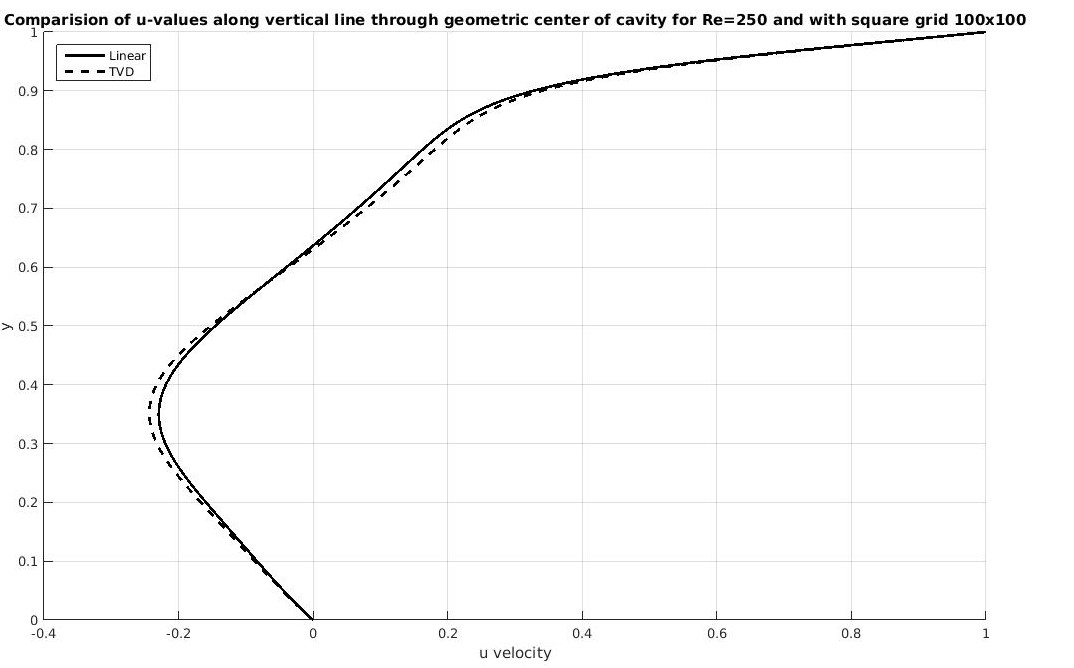 Comparision of u-values along vertical line through geometric center of cavity for Re=250 and with square grid 100x100
Linear
TVD
1
0.9
0.8
0.7
0.6
0.5
0.4
0.3
0.2
0.1
0
y
-0.4 -0.2 0 0.2 0.4 0.6 0.8 1
u velocity